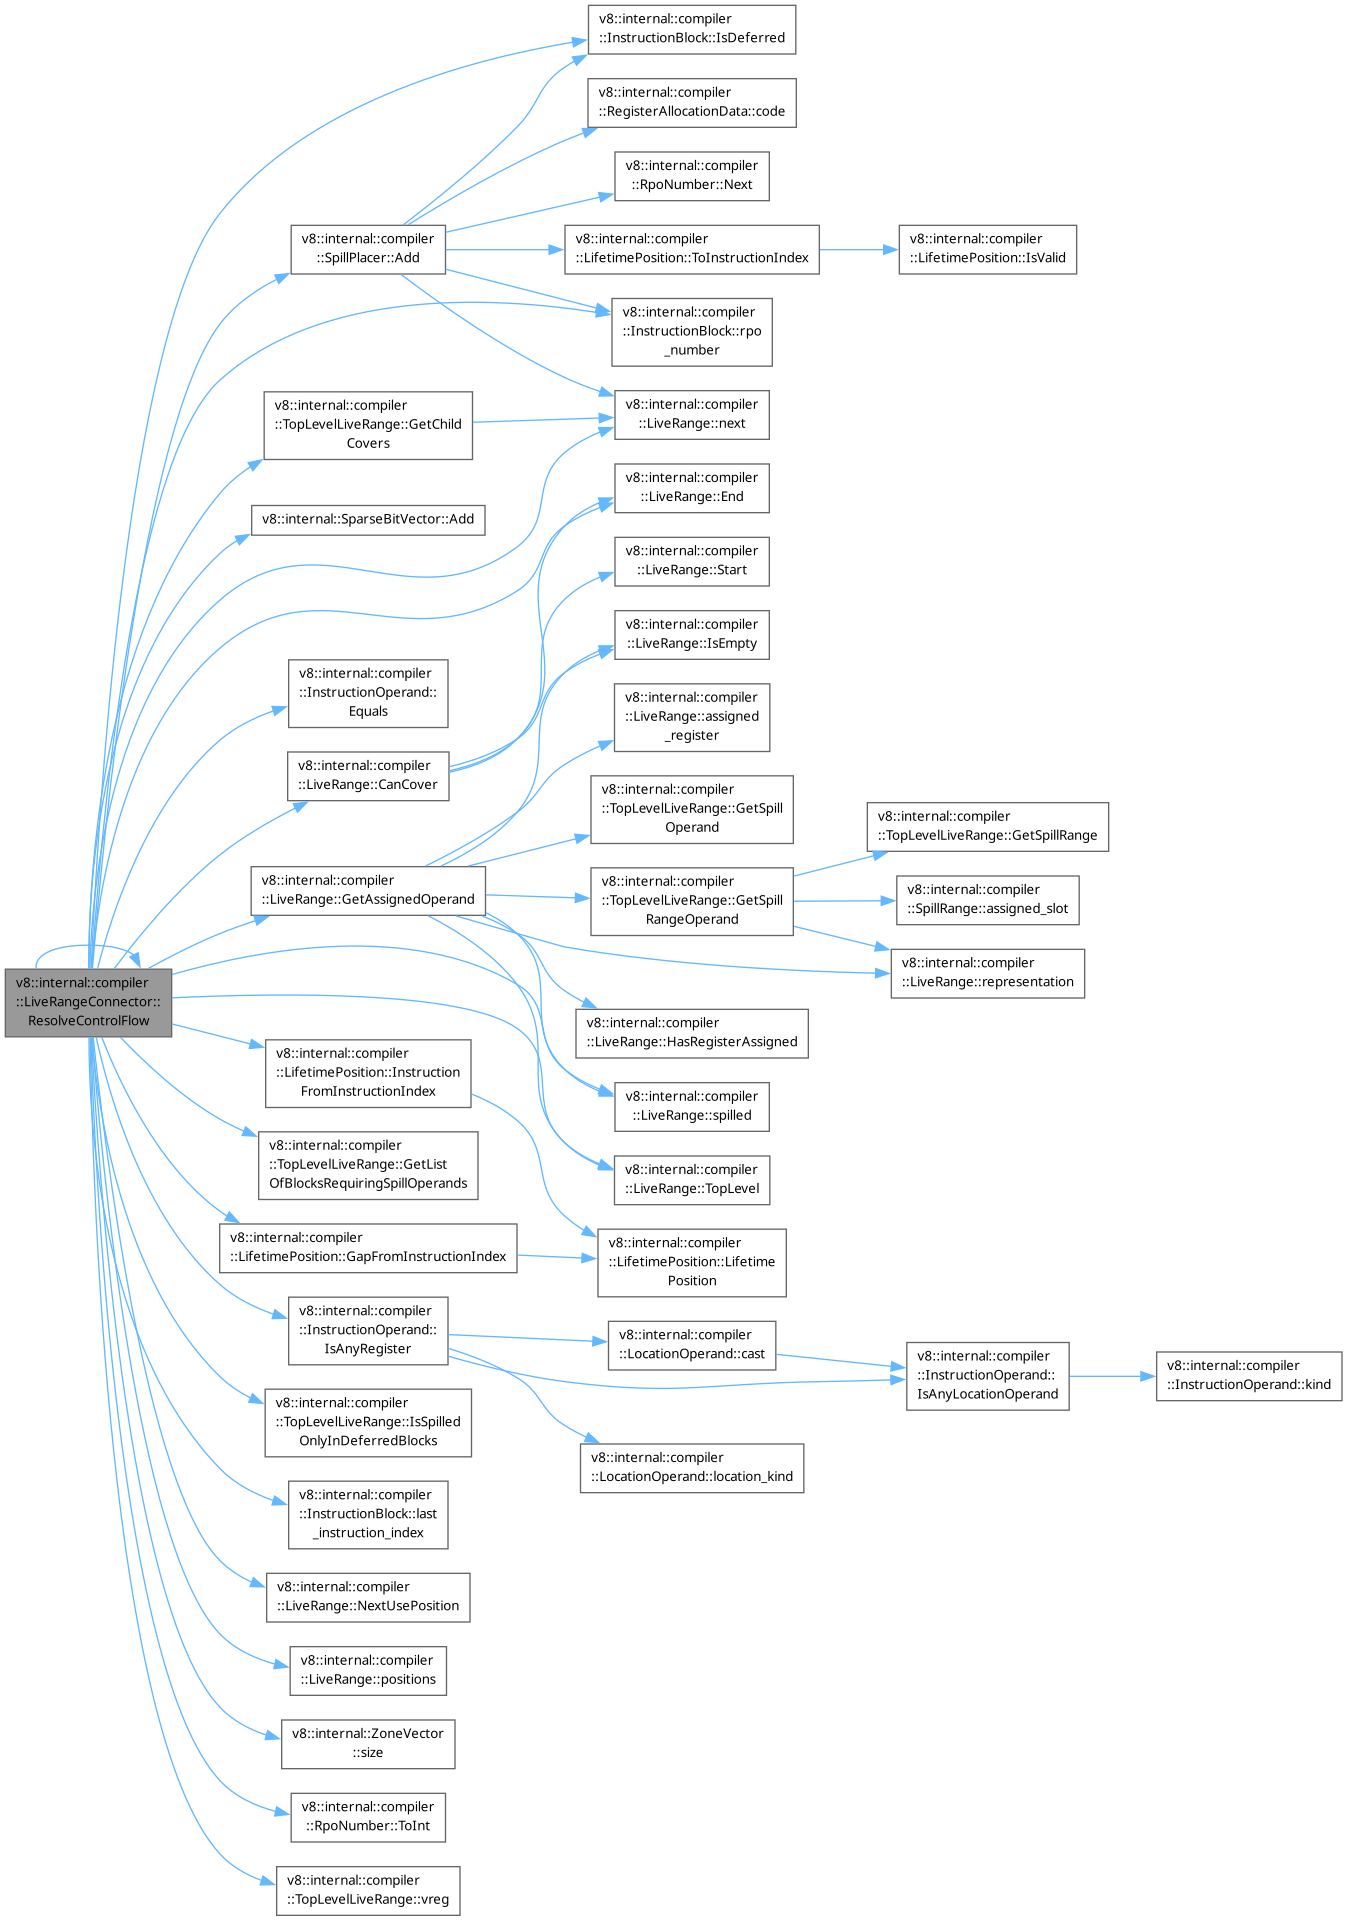 v8::internal::compiler
::InstructionBlock::IsDeferred
v8::internal::compiler
::RegisterAllocationData::code
v8::internal::compiler
::RpoNumber::Next
v8::internal::compiler
::SpillPlacer::Add
v8::internal::compiler
::LifetimePosition::ToInstructionIndex
v8::internal::compiler
::LifetimePosition::IsValid
v8::internal::compiler
::InstructionBlock::rpo
_number
v8::internal::compiler
::TopLevelLiveRange::GetChild
Covers
v8::internal::compiler
::LiveRange::next
v8::internal::compiler
::LiveRange::End
v8::internal::SparseBitVector::Add
v8::internal::compiler
::LiveRange::Start
v8::internal::compiler
::LiveRange::IsEmpty
v8::internal::compiler
::InstructionOperand::
Equals
v8::internal::compiler
::LiveRange::assigned
_register
v8::internal::compiler
::LiveRange::CanCover
v8::internal::compiler
::TopLevelLiveRange::GetSpill
Operand
v8::internal::compiler
::TopLevelLiveRange::GetSpillRange
v8::internal::compiler
::LiveRange::GetAssignedOperand
v8::internal::compiler
::TopLevelLiveRange::GetSpill
RangeOperand
v8::internal::compiler
::SpillRange::assigned_slot
v8::internal::compiler
::LiveRange::representation
v8::internal::compiler
::LiveRangeConnector::
ResolveControlFlow
v8::internal::compiler
::LiveRange::HasRegisterAssigned
v8::internal::compiler
::LifetimePosition::Instruction
FromInstructionIndex
v8::internal::compiler
::LiveRange::spilled
v8::internal::compiler
::TopLevelLiveRange::GetList
OfBlocksRequiringSpillOperands
v8::internal::compiler
::LiveRange::TopLevel
v8::internal::compiler
::LifetimePosition::GapFromInstructionIndex
v8::internal::compiler
::LifetimePosition::Lifetime
Position
v8::internal::compiler
::InstructionOperand::
IsAnyRegister
v8::internal::compiler
::LocationOperand::cast
v8::internal::compiler
::InstructionOperand::
IsAnyLocationOperand
v8::internal::compiler
::InstructionOperand::kind
v8::internal::compiler
::TopLevelLiveRange::IsSpilled
OnlyInDeferredBlocks
v8::internal::compiler
::LocationOperand::location_kind
v8::internal::compiler
::InstructionBlock::last
_instruction_index
v8::internal::compiler
::LiveRange::NextUsePosition
v8::internal::compiler
::LiveRange::positions
v8::internal::ZoneVector
::size
v8::internal::compiler
::RpoNumber::ToInt
v8::internal::compiler
::TopLevelLiveRange::vreg